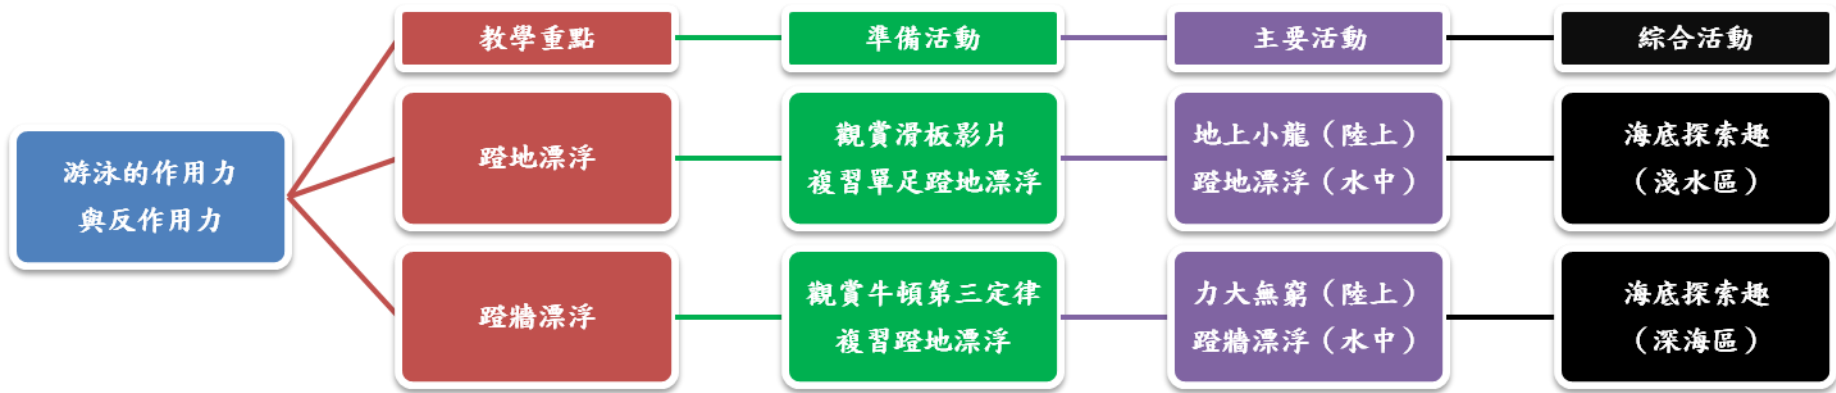 游泳的作用力
與反作用力
教學重點
準備活動
主要活動
綜合活動
蹬地漂浮
觀賞滑板影片
複習單足蹬地漂浮
地上小龍（陸上）
蹬地漂浮（水中）
海底探索趣
（淺水區）
蹬牆漂浮
觀賞牛頓第三定律
複習蹬地漂浮
力大無窮（陸上）
蹬牆漂浮（水中）
海底探索趣
（深海區）